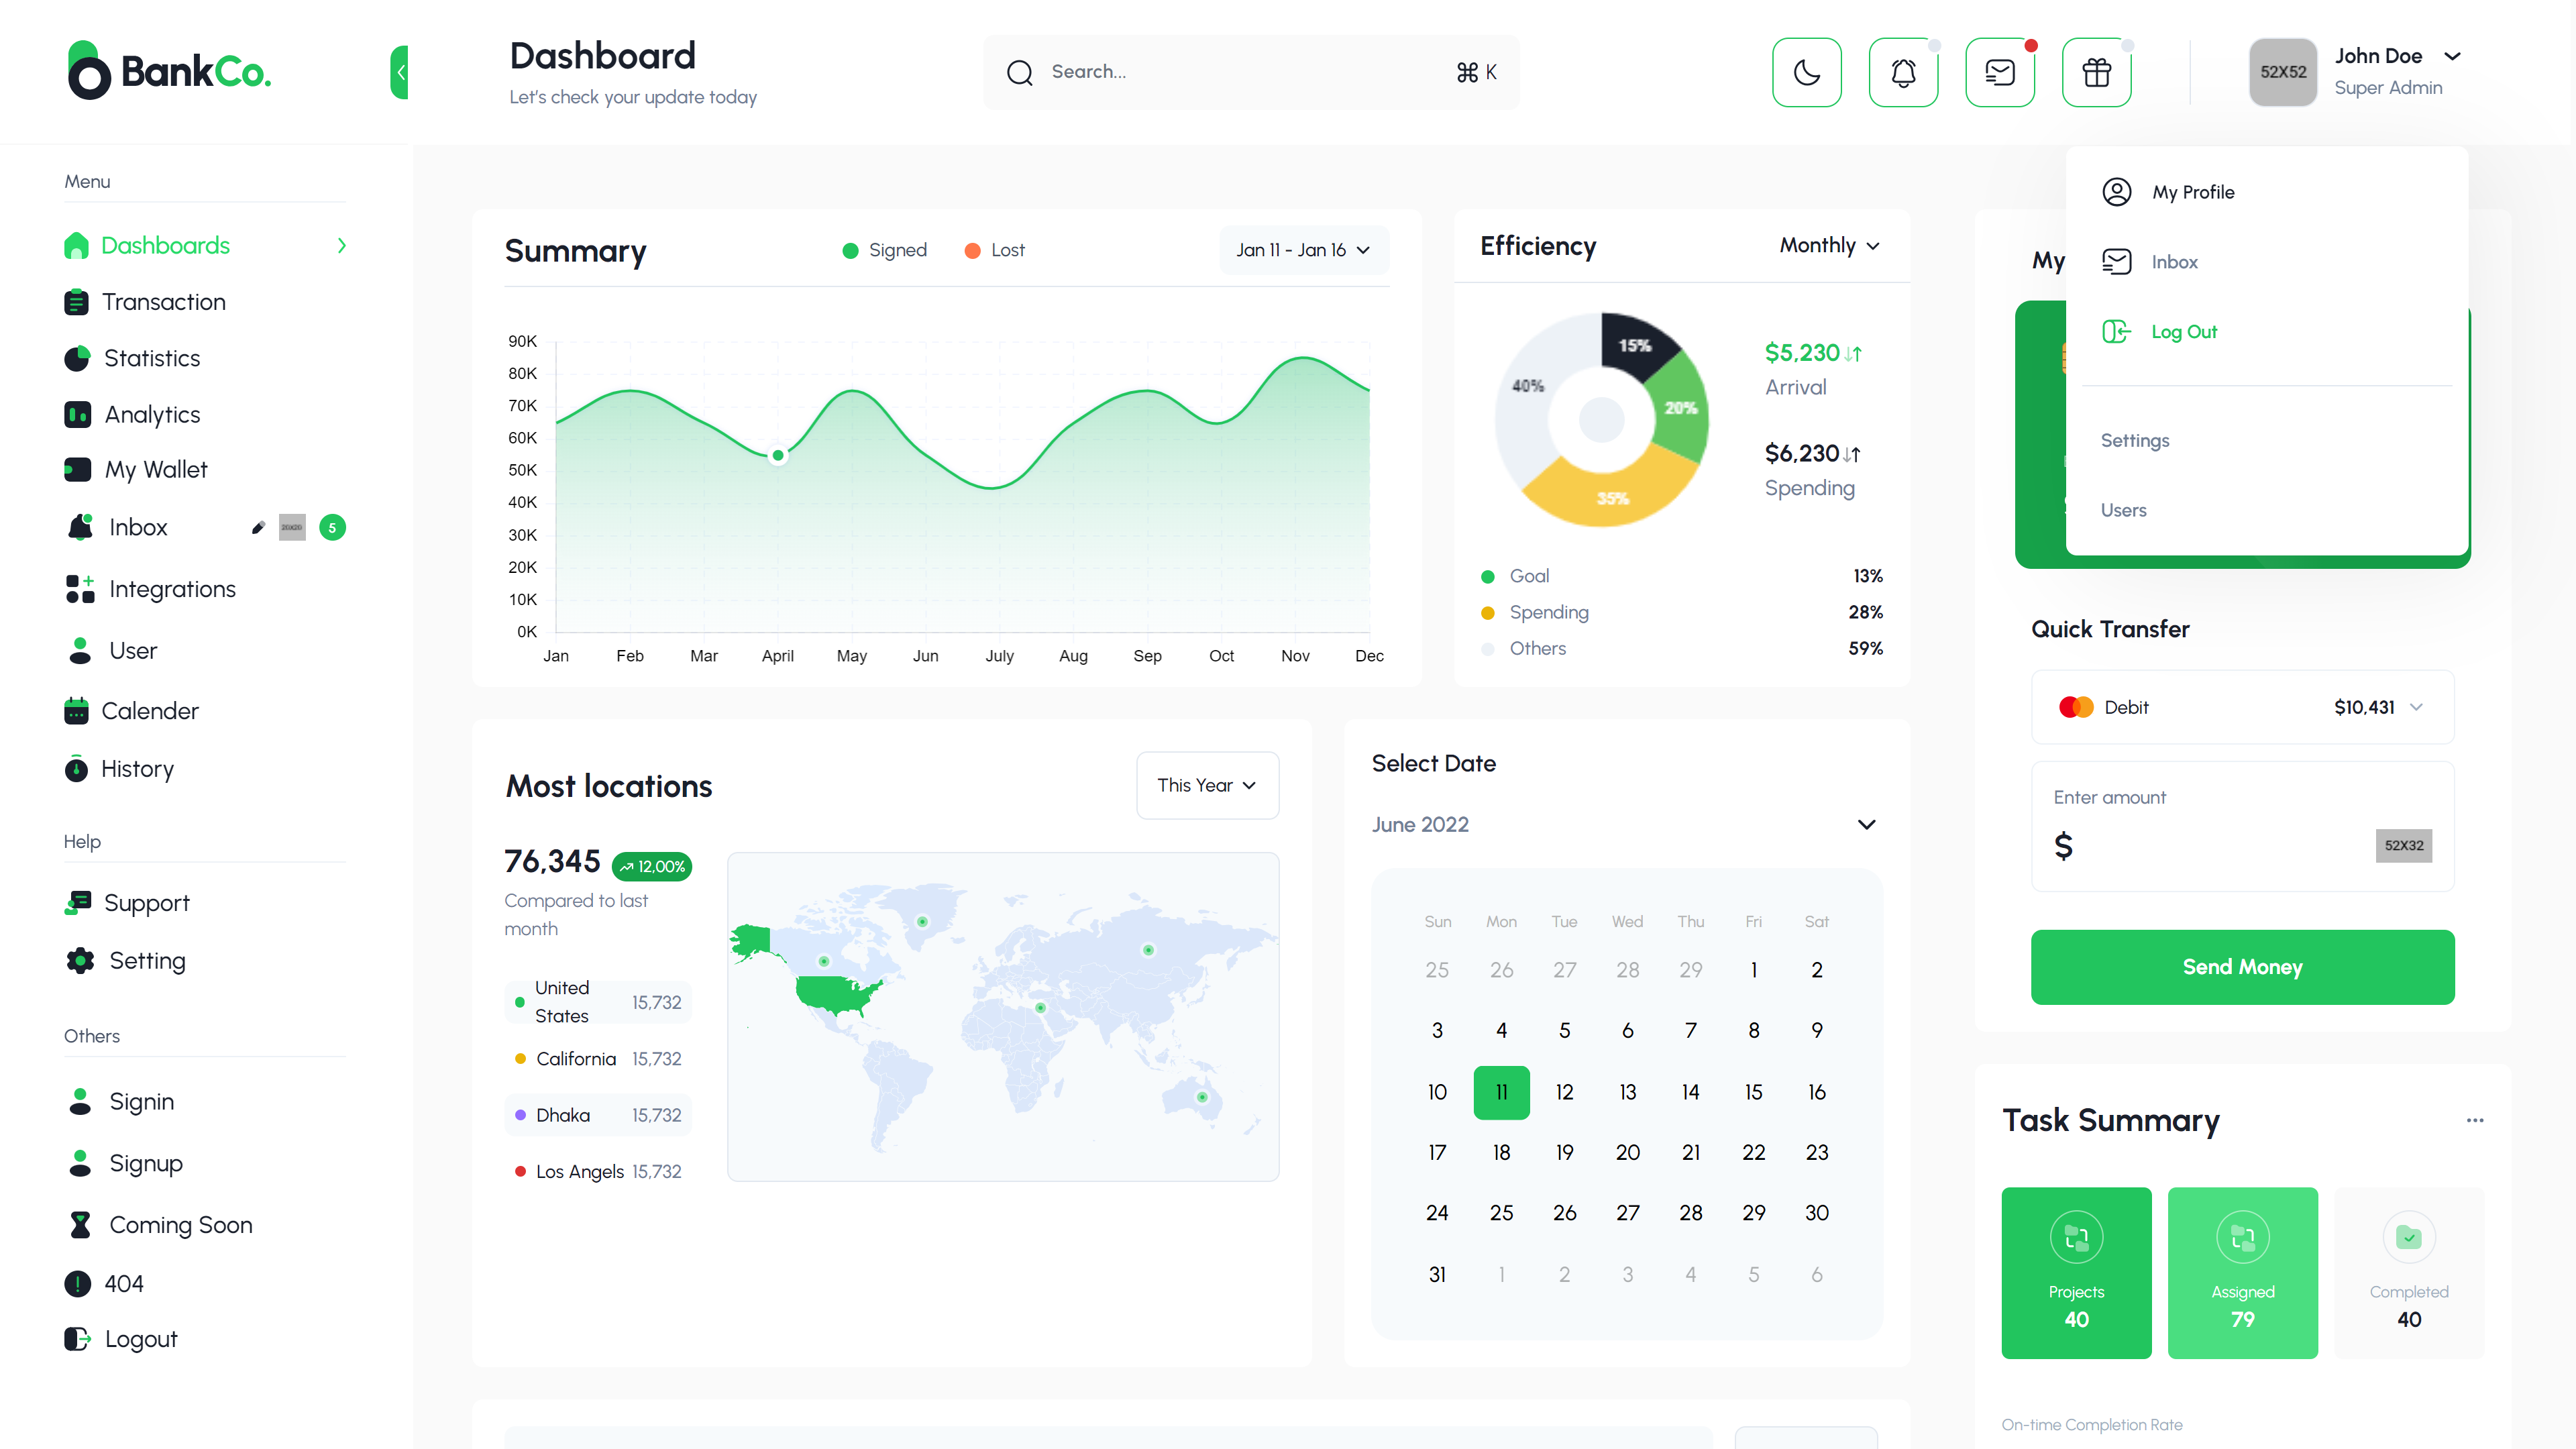 BankCo.
Dashboard
Let's check your update today
Search...
⌘ K
52X52
John Doe
Super Admin
Menu
Dashboards
Transaction
Statistics
Analytics
My Wallet
Inbox
20X20
5
Integrations
User
Calender
History
Help
Support
Setting
Others
Signin
Signup
Coming Soon
404
Logout
Summary
Signed
Lost
Jan 11 - Jan 16
90K
80K
70K
60K
50K
40K
30K
20K
10K
0K
Jan Feb Mar April May Jun July Aug Sep Oct Nov Dec
Efficiency
Monthly
15%
20%
35%
40%
$5,230
Arrival
$6,230
Spending
Goal 13%
Spending 28%
Others 59%
My Profile
Inbox
Log Out
Settings
Users
My
Quick Transfer
Debit $10,431
Enter amount
$
52X32
Send Money
Most locations
This Year
76,345 12,00%
Compared to last
month
United
States 15,732
California 15,732
Dhaka 15,732
Los Angels 15,732
Select Date
June 2022
Sun Mon Tue Wed Thu Fri Sat
25 26 27 28 29 1 2
3 4 5 6 7 8 9
10 11 12 13 14 15 16
17 18 19 20 21 22 23
24 25 26 27 28 29 30
31 1 2 3 4 5 6
Task Summary
Projects
40
Assigned
79
Completed
40
On-time Completion Rate